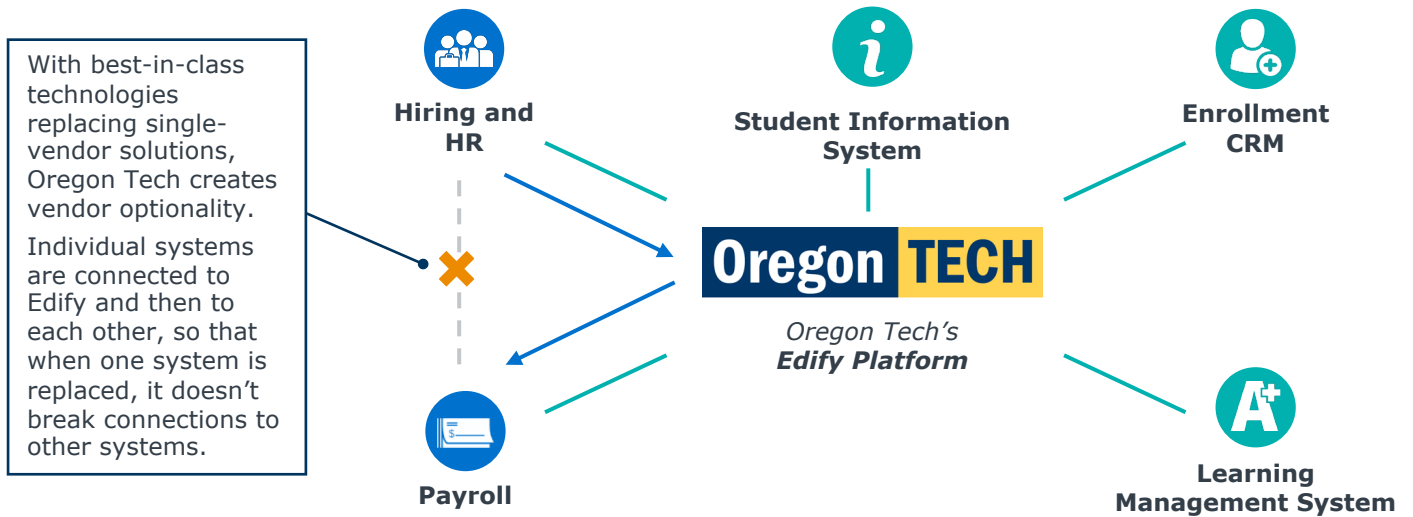 With best-in-class
technologies
replacing single-
vendor solutions,
Oregon Tech creates
vendor optionality.
Individual systems
are connected to
Edify and then to
each other, so that
when one system is
replaced, it doesn’t
break connections to
other systems.
Hiring and
HR
Student Information
System
Enrollment
CRM
Oregon TECH
Oregon Tech’s
Edify Platform
$
Payroll
A+
Learning
Management System